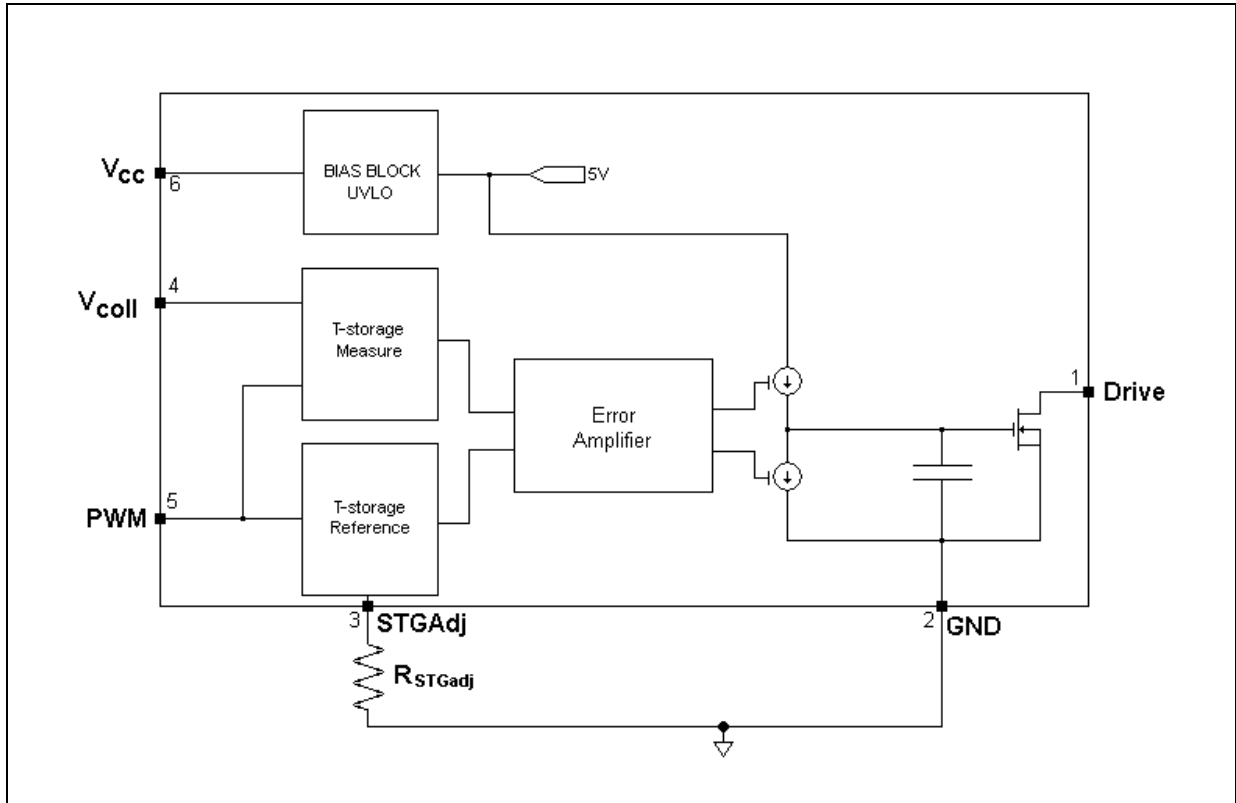 Vcc
6
BIAS BLOCK
UVLO
5V
Vcoll
4
T-storage
Measure
Error
Amplifier
1
Drive
PWM
5
T-storage
Reference
3
STGAdj
2
GND
RSTGadj